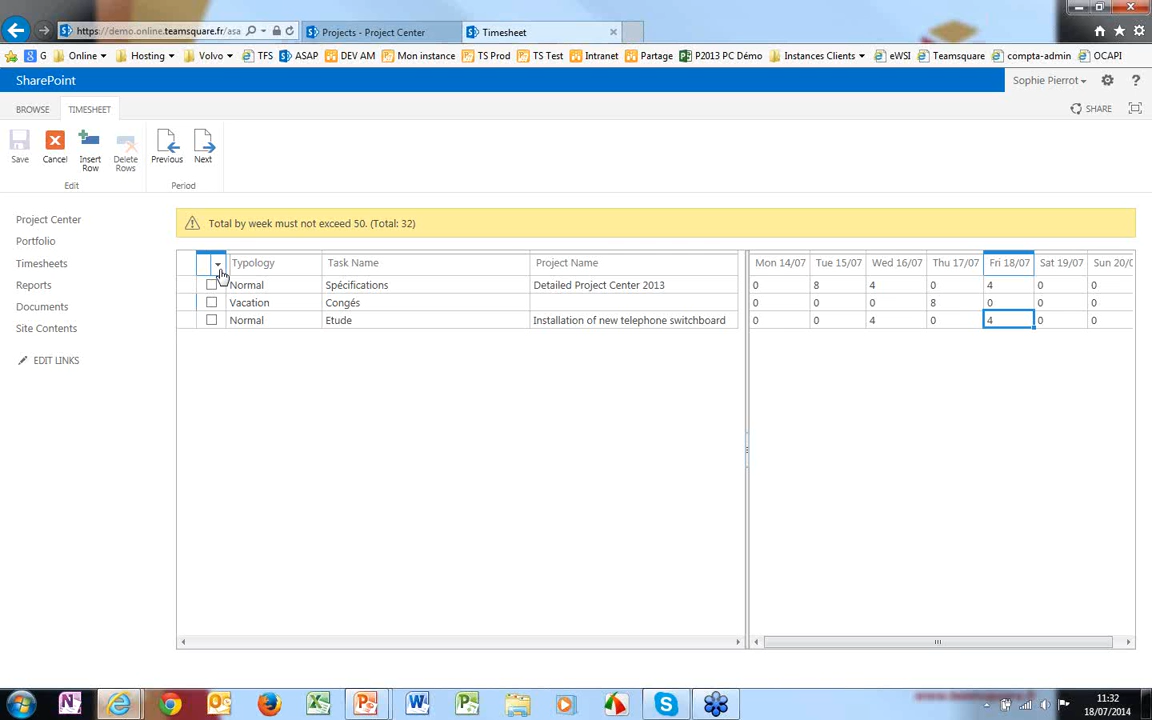 https://demo.online.teamsquare.fr/asa
Projects - Project Center
Timesheet
G
Online
Hosting
Volvo
TFS
ASAP
DEV AM
Mon instance
TS Prod
TS Test
Intranet
Partage
P2013 PC Démo
Instances Clients
eWSI
Teamsquare
compta-admin
OCAPI
SharePoint
Sophie Pierrot
?
BROWSE
TIMESHEET
SHARE
Save
Cancel
Insert Row
Delete Rows
Previous
Next
Edit
Period
Project Center
Portfolio
Timesheets
Reports
Documents
Site Contents
EDIT LINKS
Total by week must not exceed 50. (Total: 32)
Typology Task Name Project Name Mon 14/07 Tue 15/07 Wed 16/07 Thu 17/07 Fri 18/07 Sat 19/07 Sun 20/0
Normal Spécifications Detailed Project Center 2013 0 8 4 0 4 0 0
Vacation Congés 0 0 0 8 0 0 0
Normal Etude Installation of new telephone switchboard 0 0 4 0 4 0 0
11:32
18/07/2014